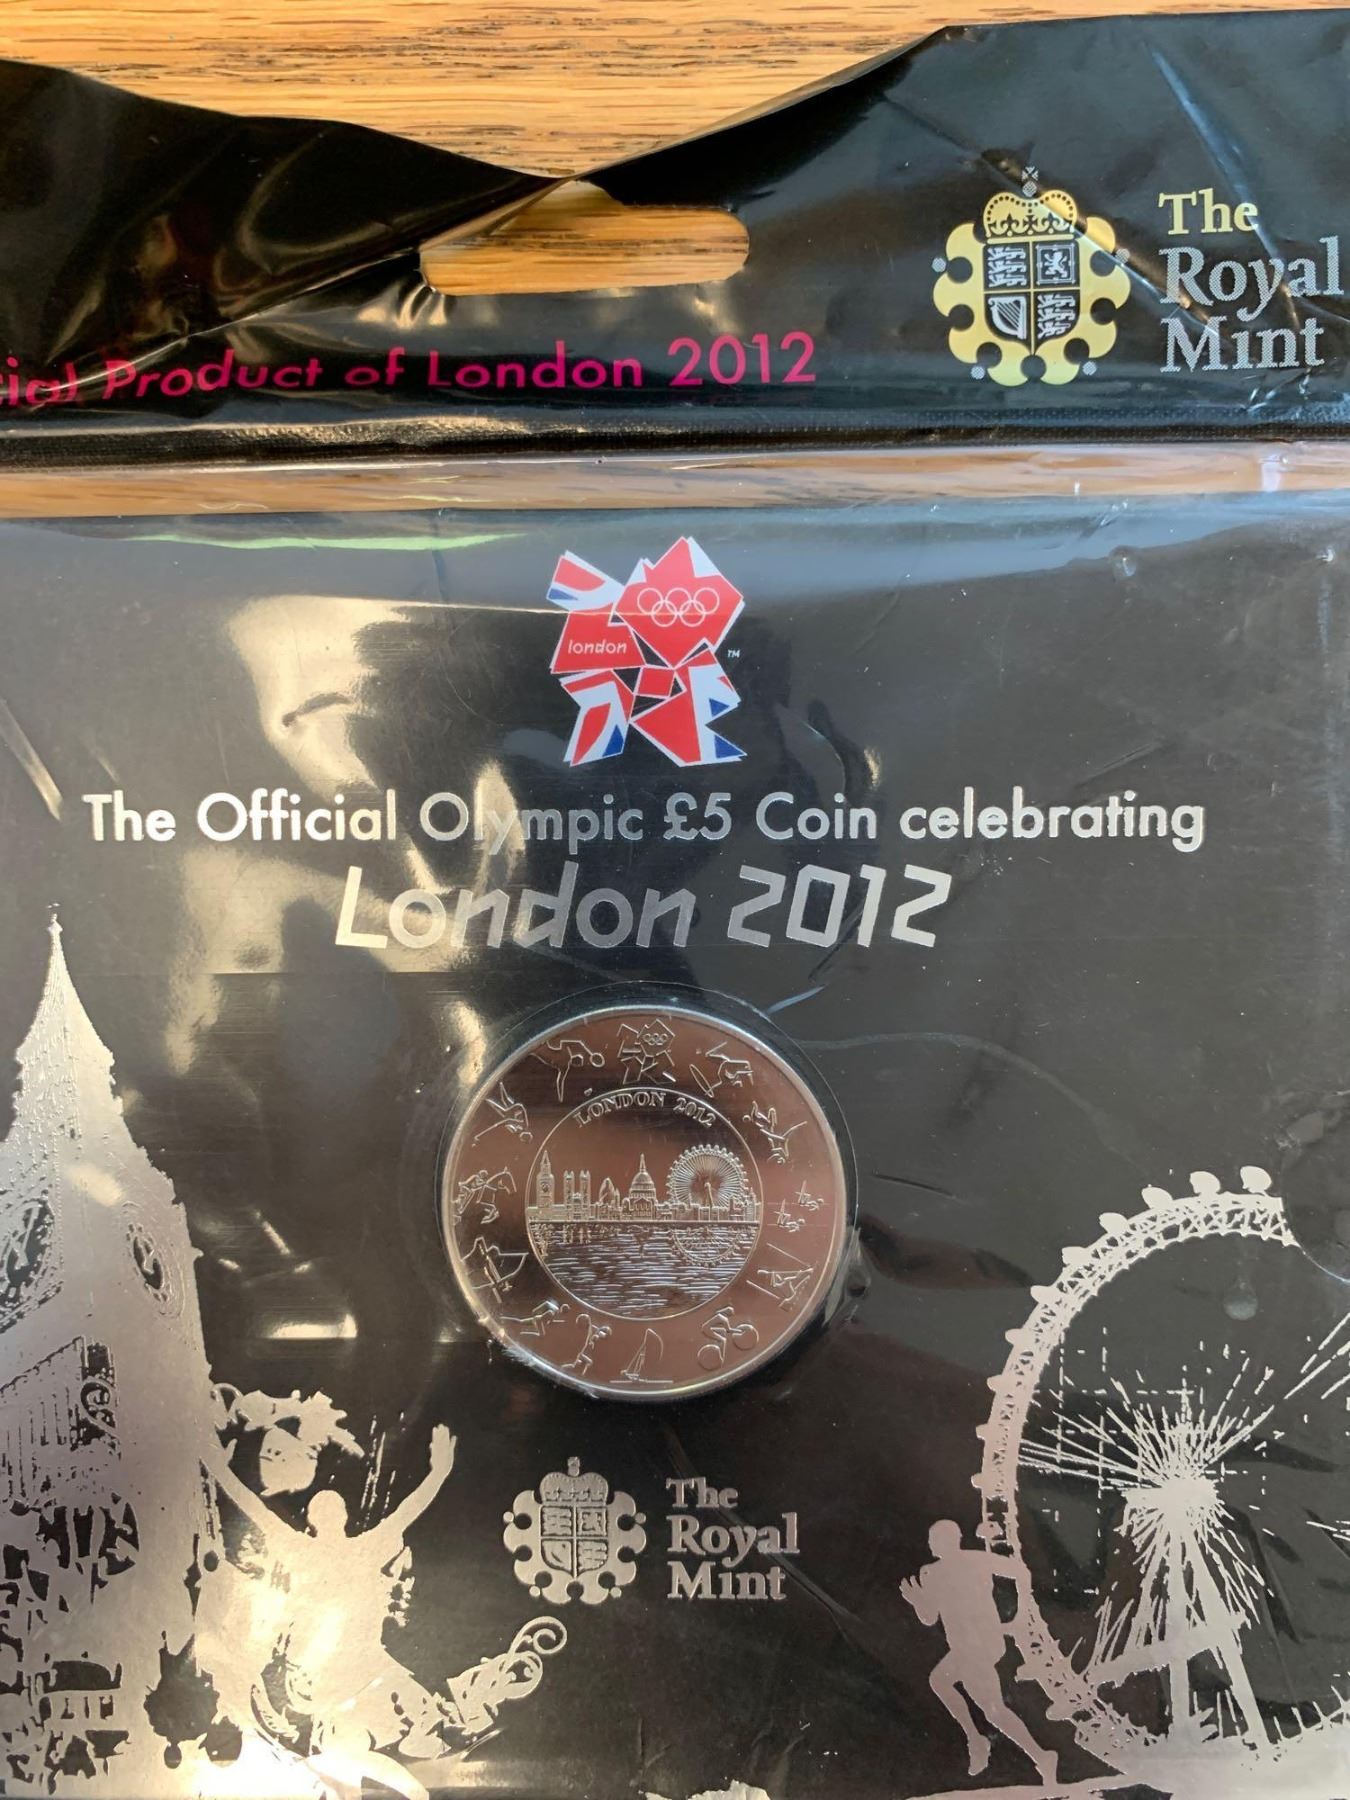 The
Royal
Mint
Product of London 2012
london
TM
The Official Olympic £5 Coin celebrating
London 2012
LONDON 2012
The
Royal
Mint